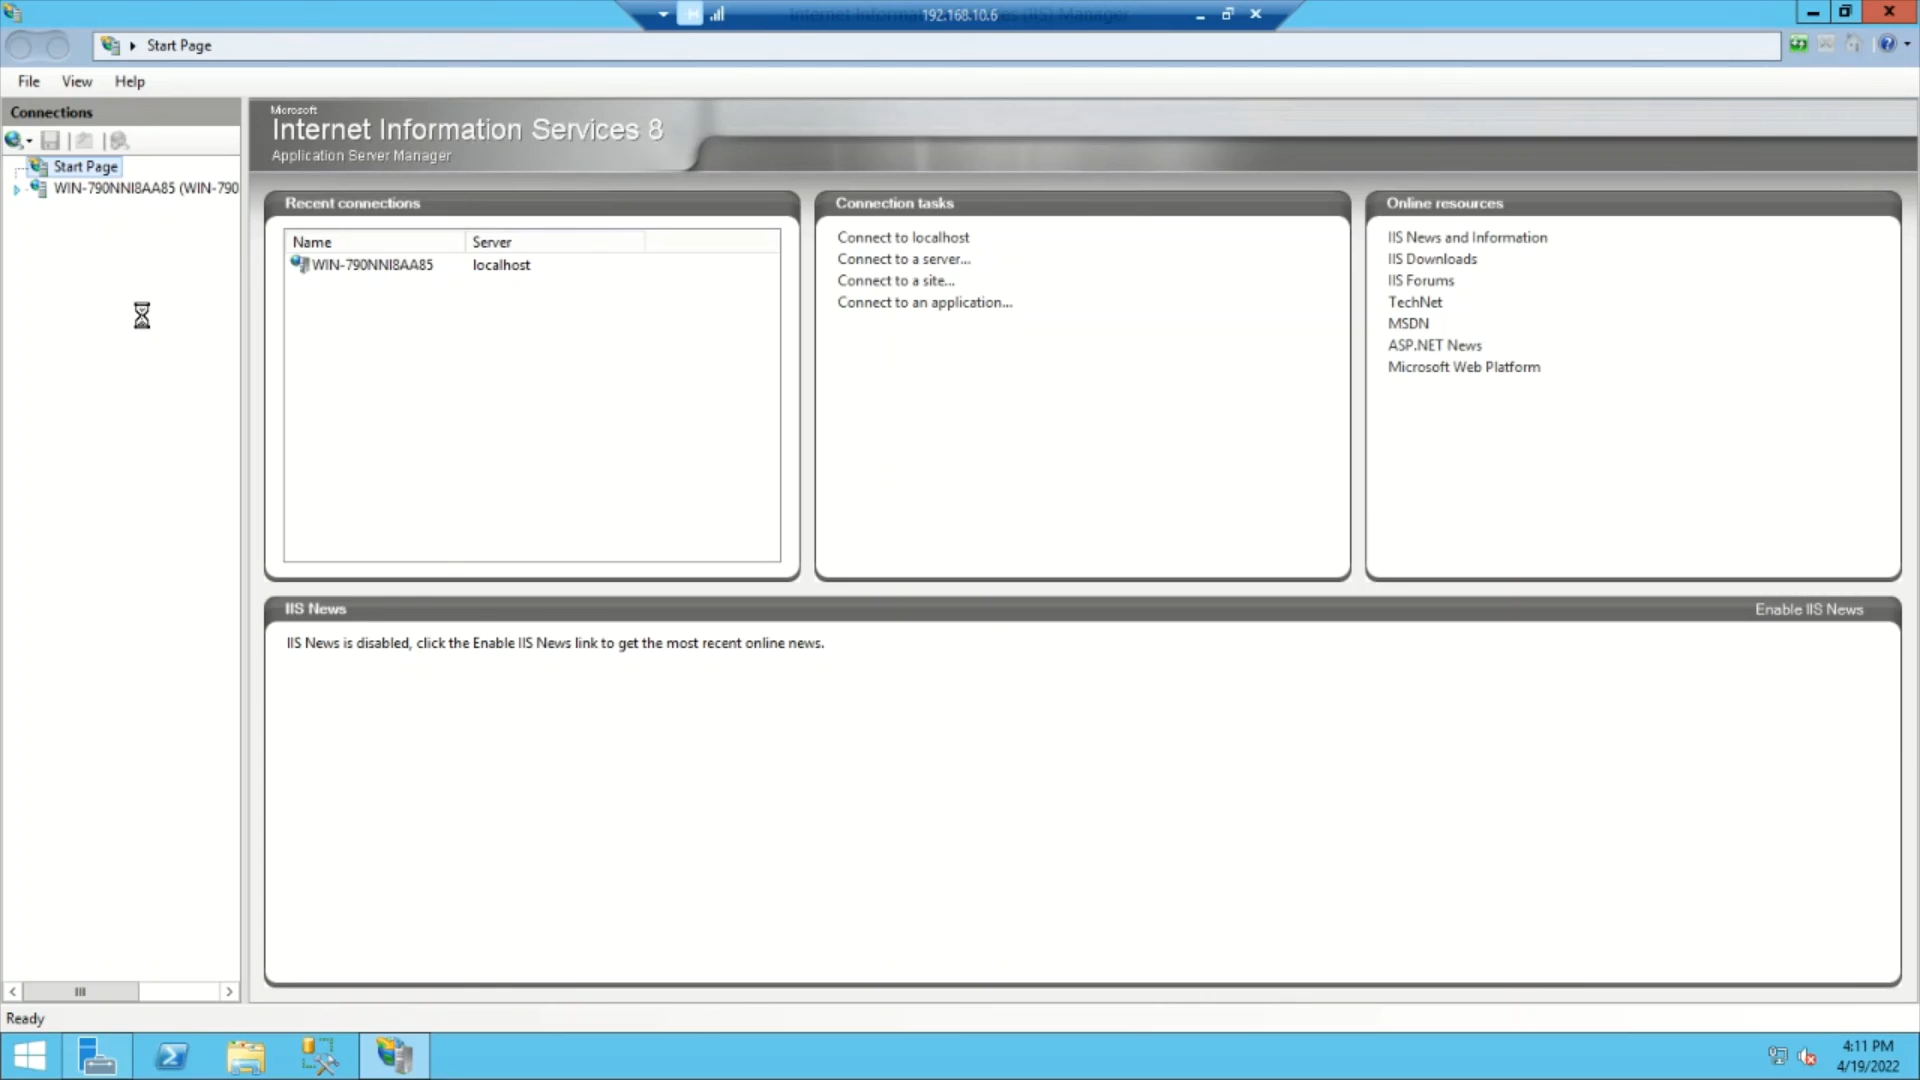 192.168.10.6
Start Page
File View Help
Connections
Start Page
WIN-790NNI8AA85 (WIN-790
Microsoft
Internet Information Services 8
Application Server Manager
Recent connections
Name Server
WIN-790NNI8AA85 localhost
Connection tasks
Connect to localhost
Connect to a server...
Connect to a site...
Connect to an application...
Online resources
IIS News and Information
IIS Downloads
IIS Forums
TechNet
MSDN
ASP.NET News
Microsoft Web Platform
IIS News Enable IIS News
IIS News is disabled, click the Enable IIS News link to get the most recent online news.
Ready
4:11 PM
4/19/2022